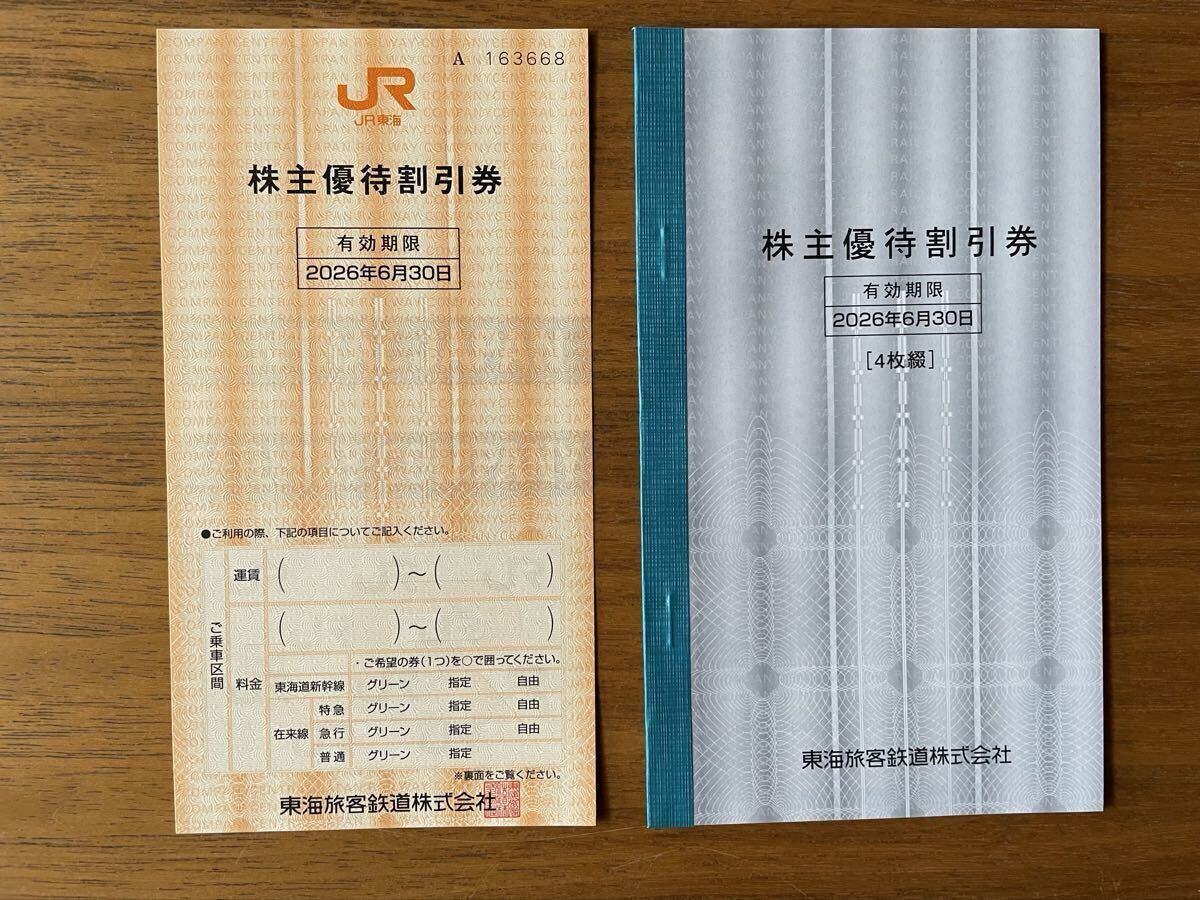 A 163668
JR
JR東海
株主優待割引券
有効期限
2026年6月30日
●ご利用の際、下記の項目についてご記入ください。
ご乗車区間
運賃 ( )～( )
料金 ( )～( )
・ご希望の券(1つ)を○で囲ってください。
東海道新幹線 グリーン 指定 自由
在来線 特急 グリーン 指定 自由
急行 グリーン 指定 自由
普通 グリーン 指定
※裏面をご覧ください。
東海旅客鉄道株式会社
株主優待割引券
有効期限
2026年6月30日
[4枚綴]
東海旅客鉄道株式会社